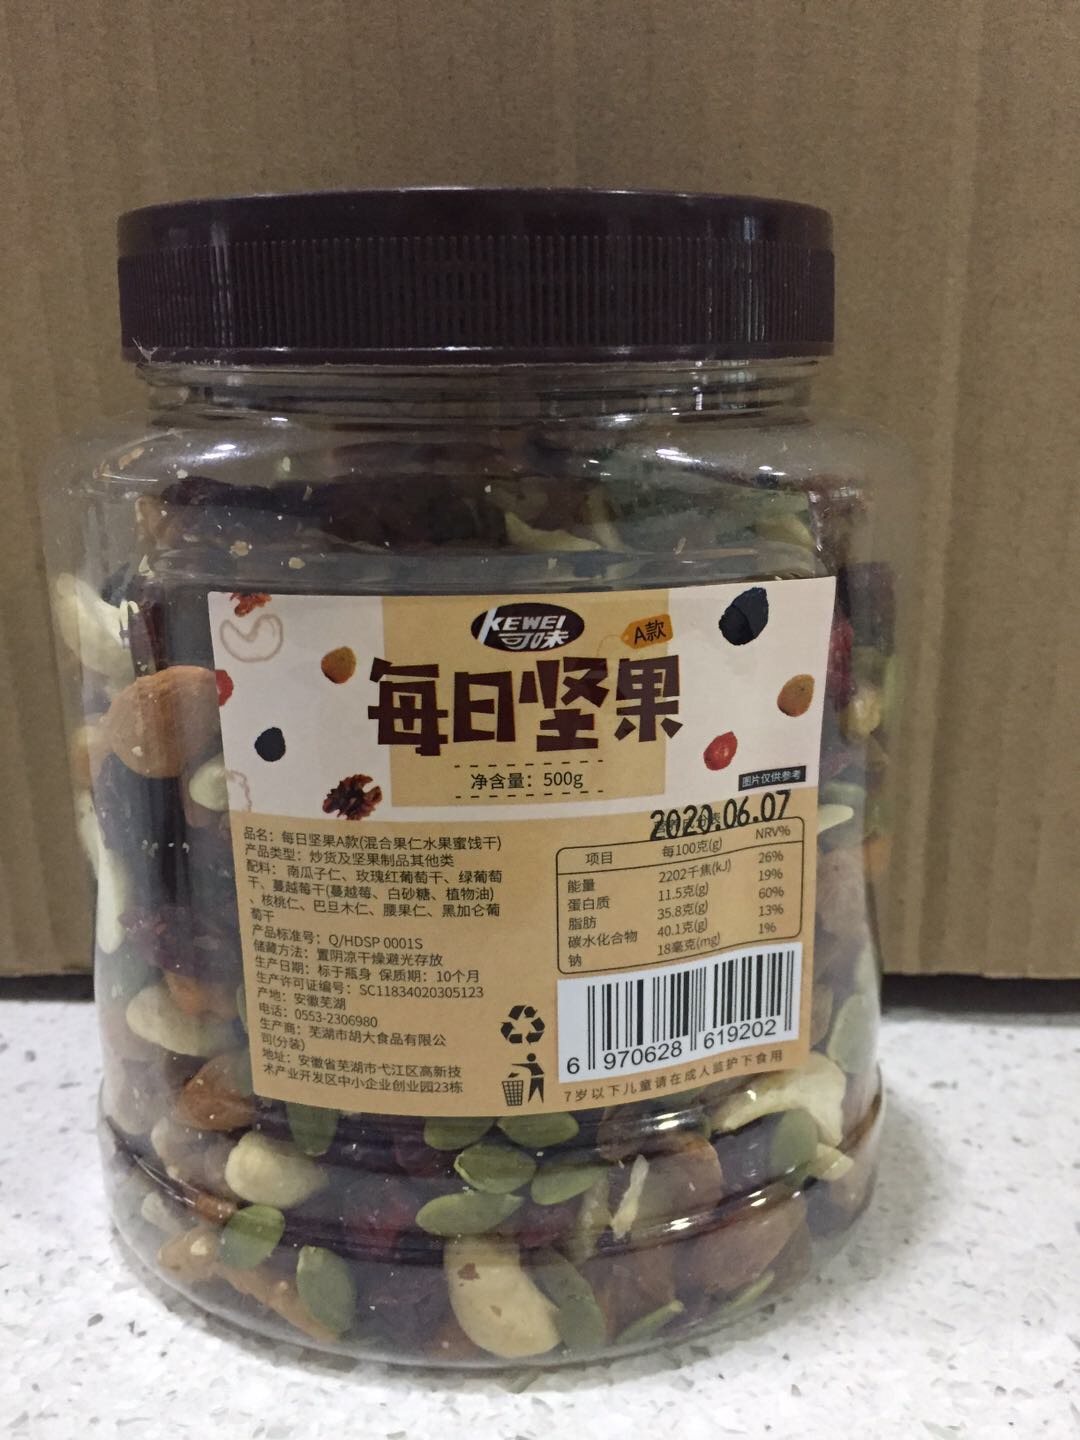 KEWEI
可味
A款
每日坚果
净含量：500g
图片仅供参考
2020.06.07
品名：每日坚果A款(混合果仁水果蜜饯干)
产品类型：炒货及坚果制品其他类
配料：南瓜子仁、玫瑰红葡萄干、绿葡萄
干、蔓越莓干(蔓越莓、白砂糖、植物油)
、核桃仁、巴旦木仁、腰果仁、黑加仑葡
萄干
产品标准号：Q/HDSP 0001S
储藏方法：置阴凉干燥避光存放
生产日期：标于瓶身 保质期：10个月
生产许可证编号：SC11834020305123
产地：安徽芜湖
电话：0553-2306980
生产商：芜湖市胡大食品有限公
司(分装)
地址：安徽省芜湖市弋江区高新技
术产业开发区中小企业创业园23栋
项目 每100克(g) NRV%
能量 2202千焦(kJ) 26%
蛋白质 11.5克(g) 19%
脂肪 35.8克(g) 60%
碳水化合物 40.1克(g) 13%
钠 18毫克(mg) 1%
6 970628 619202
7岁以下儿童请在成人监护下食用